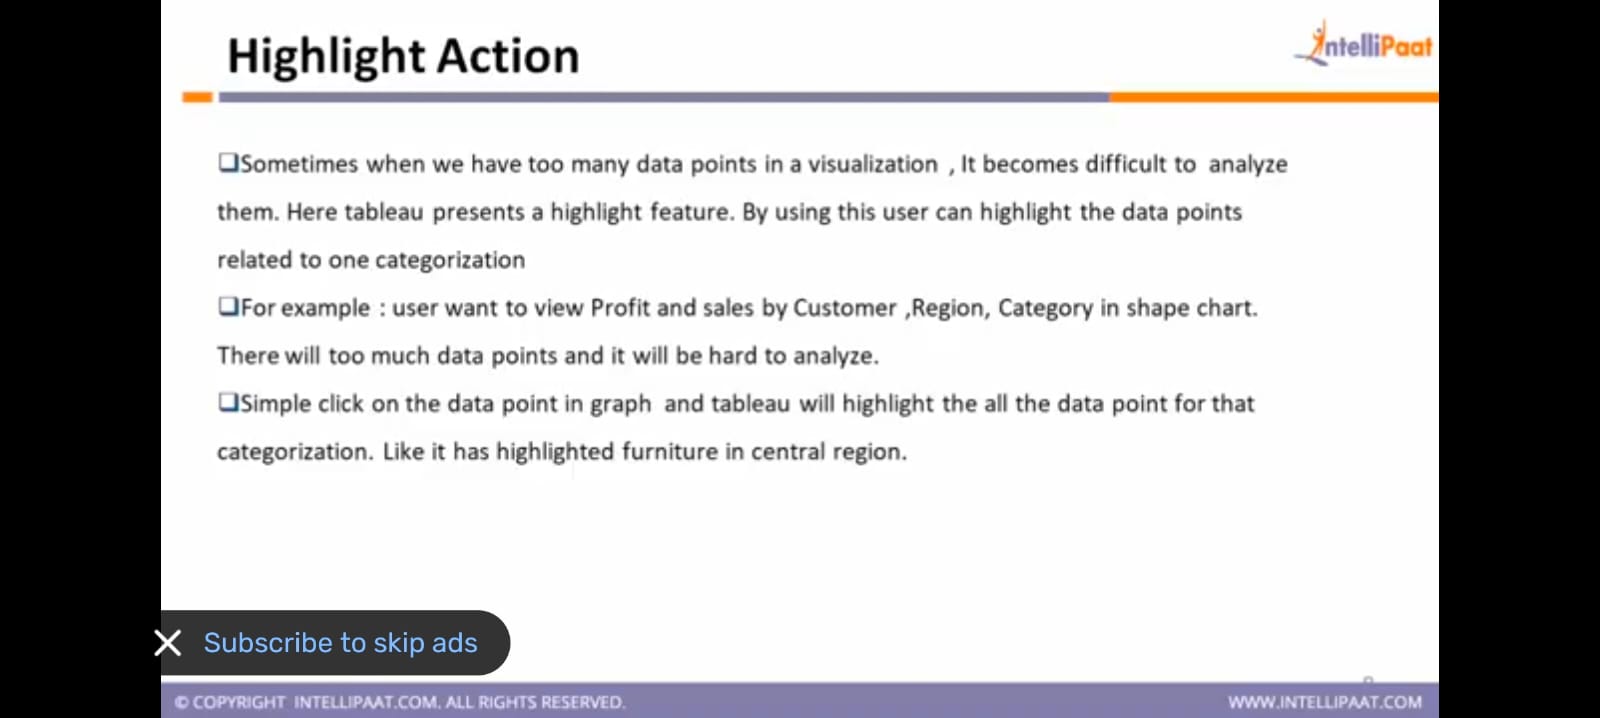 Highlight Action
IntelliPaat
❑Sometimes when we have too many data points in a visualization , It becomes difficult to analyze
them. Here tableau presents a highlight feature. By using this user can highlight the data points
related to one categorization
❑For example : user want to view Profit and sales by Customer ,Region, Category in shape chart.
There will too much data points and it will be hard to analyze.
❑Simple click on the data point in graph and tableau will highlight the all the data point for that
categorization. Like it has highlighted furniture in central region.
Subscribe to skip ads
© COPYRIGHT INTELLIPAAT.COM. ALL RIGHTS RESERVED.
WWW.INTELLIPAAT.COM